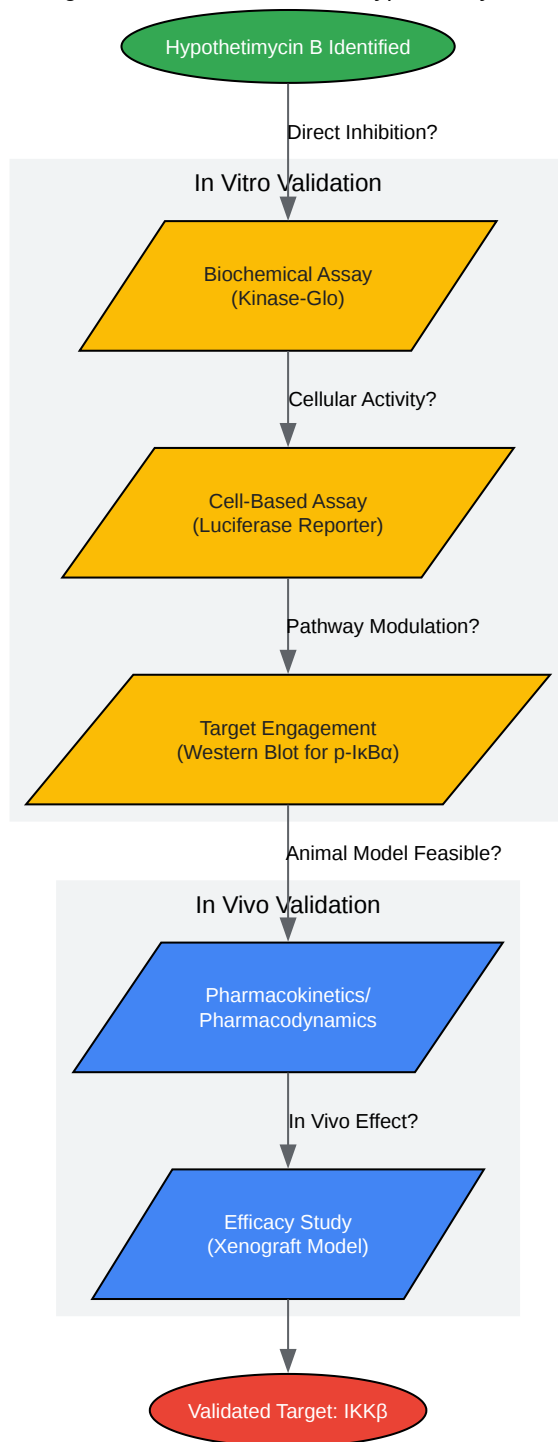 Hypothetimycin B Identified
Direct Inhibition?
In Vitro Validation
Biochemical Assay
(Kinase-Glo)
Cellular Activity?
Cell-Based Assay
(Luciferase Reporter)
Pathway Modulation?
Target Engagement
(Western Blot for p-IκBα)
Animal Model Feasible?
In Vivo Validation
Pharmacokinetics/
Pharmacodynamics
In Vivo Effect?
Efficacy Study
(Xenograft Model)
Validated Target: IKKβ